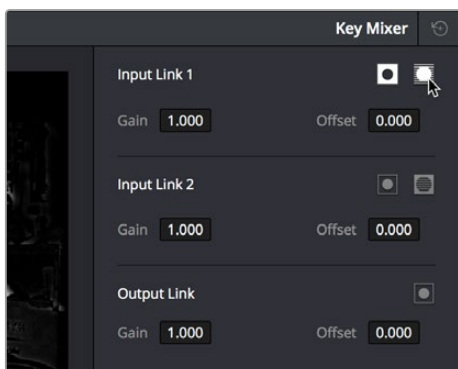 Key Mixer
Input Link 1
Gain 1.000 Offset 0.000
Input Link 2
Gain 1.000 Offset 0.000
Output Link
Gain 1.000 Offset 0.000